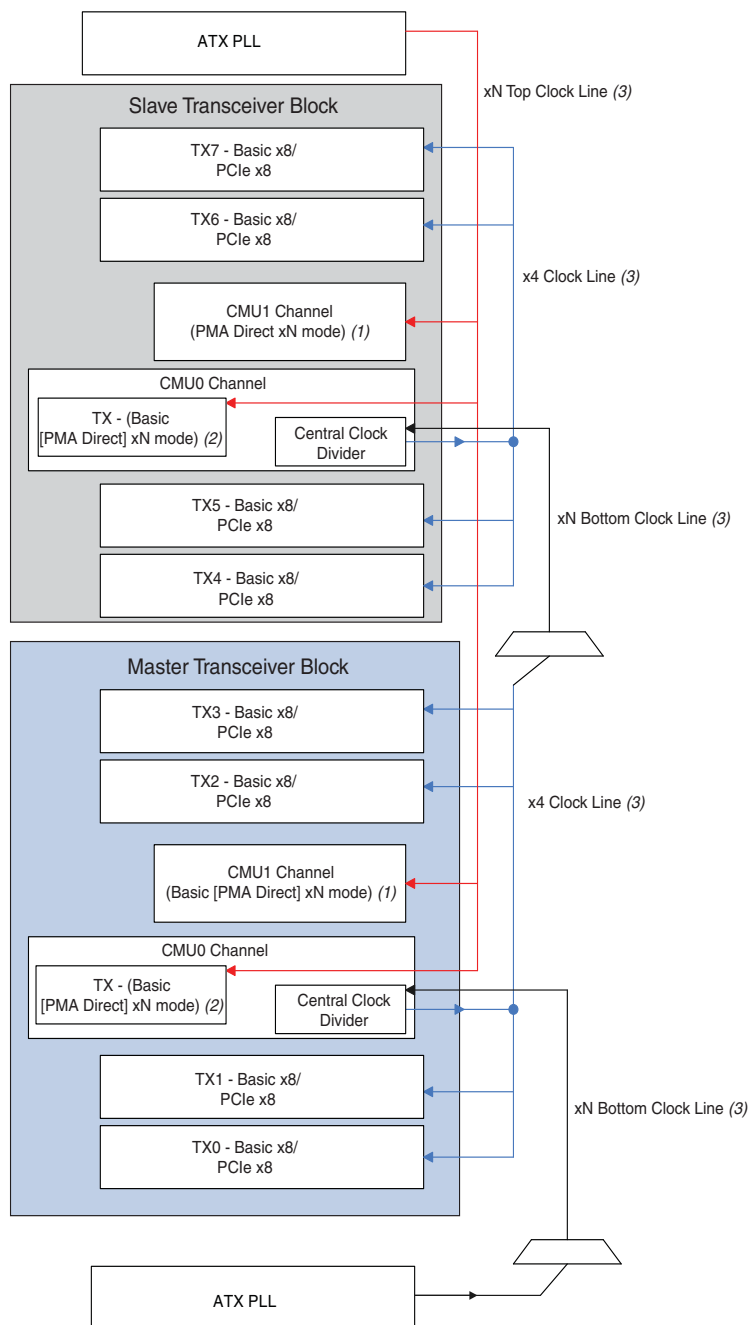 ATX PLL
xN Top Clock Line (3)
Slave Transceiver Block
TX7 - Basic x8/
PCIe x8
TX6 - Basic x8/
PCIe x8
x4 Clock Line (3)
CMU1 Channel
(PMA Direct xN mode) (1)
CMU0 Channel
TX - (Basic
[PMA Direct] xN mode) (2)
Central Clock
Divider
TX5 - Basic x8/
PCIe x8
xN Bottom Clock Line (3)
TX4 - Basic x8/
PCIe x8
Master Transceiver Block
TX3 - Basic x8/
PCIe x8
TX2 - Basic x8/
PCIe x8
x4 Clock Line (3)
CMU1 Channel
(Basic [PMA Direct] xN mode) (1)
CMU0 Channel
TX - (Basic
[PMA Direct] xN mode) (2)
Central Clock
Divider
TX1 - Basic x8/
PCIe x8
xN Bottom Clock Line (3)
TX0 - Basic x8/
PCIe x8
ATX PLL